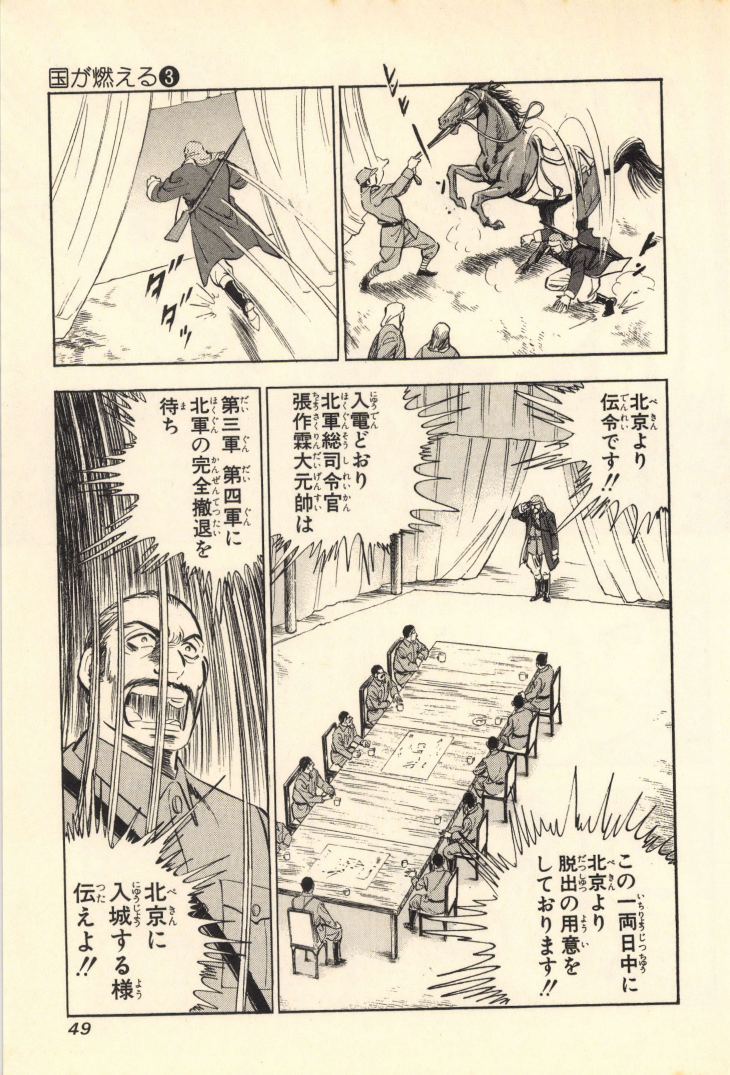 国が燃える❸
ドッ
ダダッ
北京より
伝令です!!
入電どおり
北軍総司令官
張作霖大元帥は
この一両日中に
北京より
脱出の用意を
しております!!
第三軍 第四軍に
北軍の完全撤退を
待ち
北京に
入城する様
伝えよ!!
49